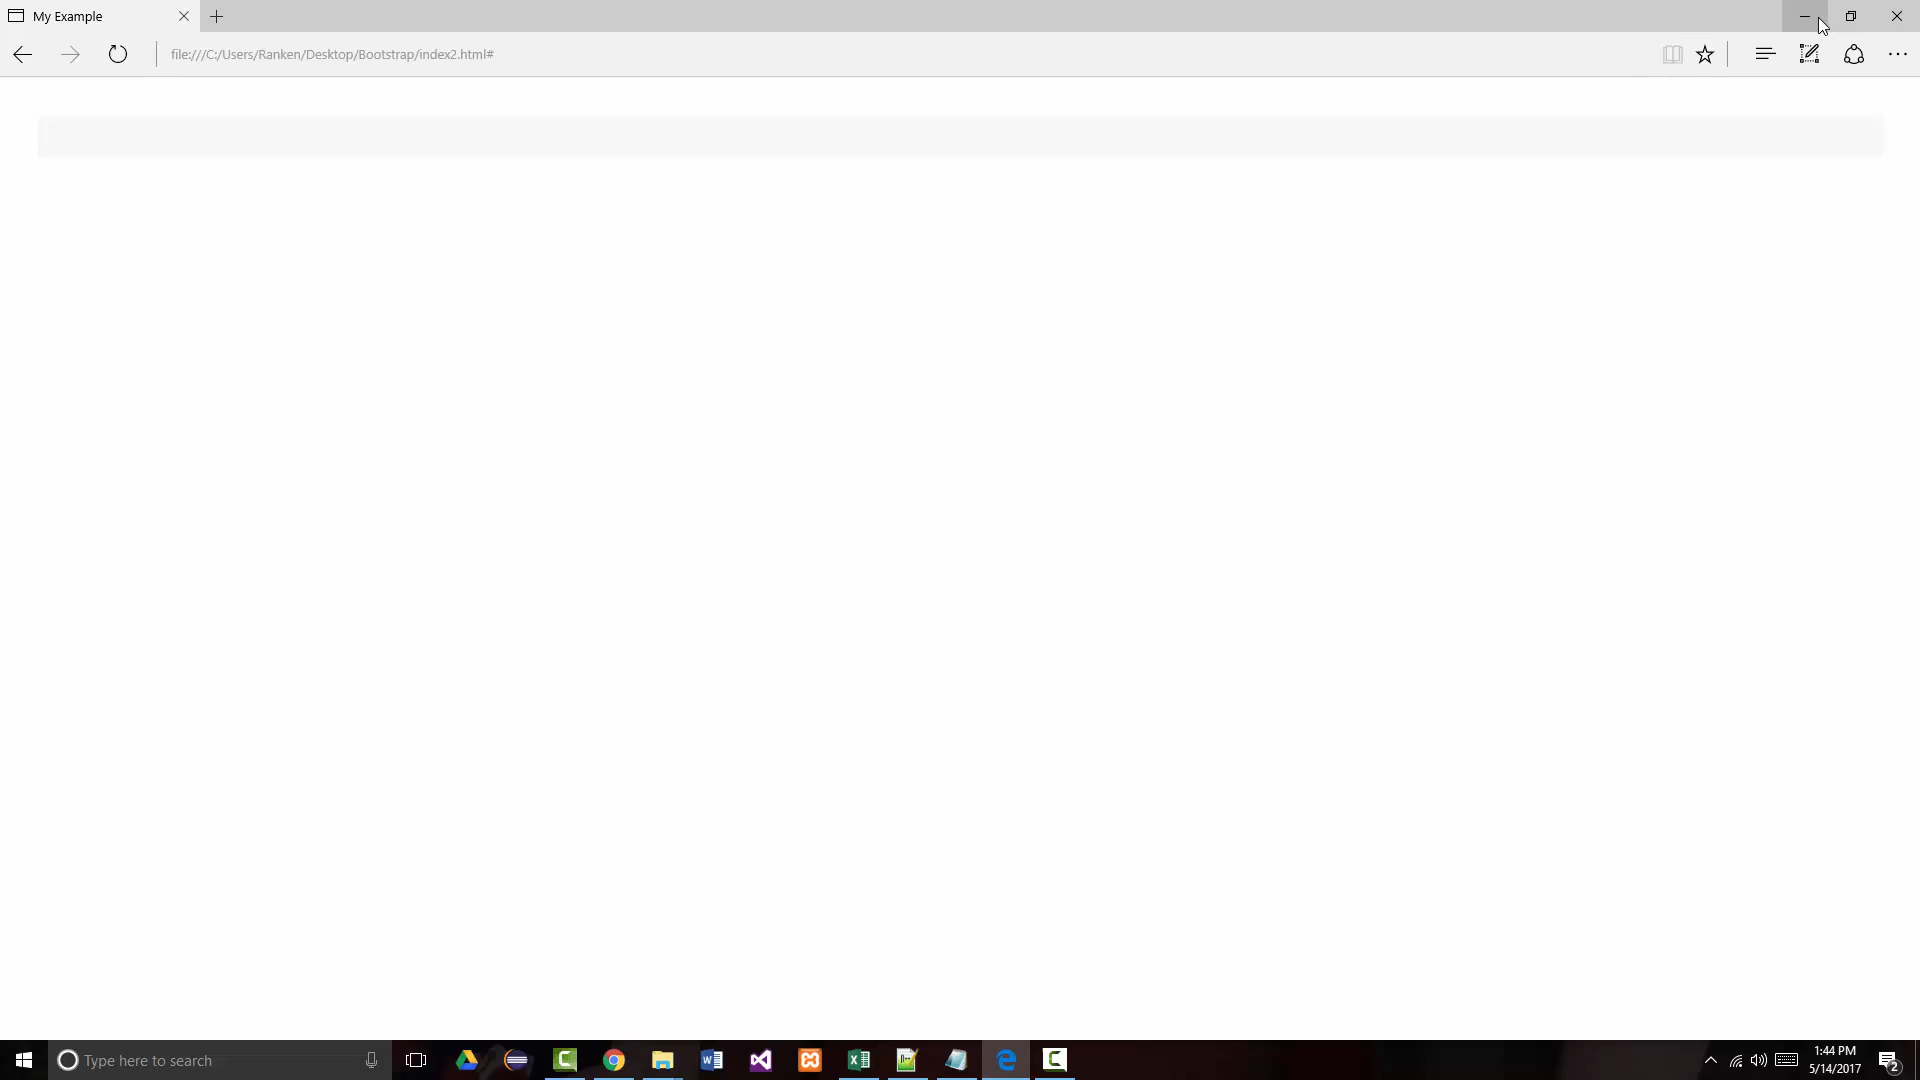 My Example
file:///C:/Users/Ranken/Desktop/Bootstrap/index2.html#
Type here to search
1:44 PM
5/14/2017
2